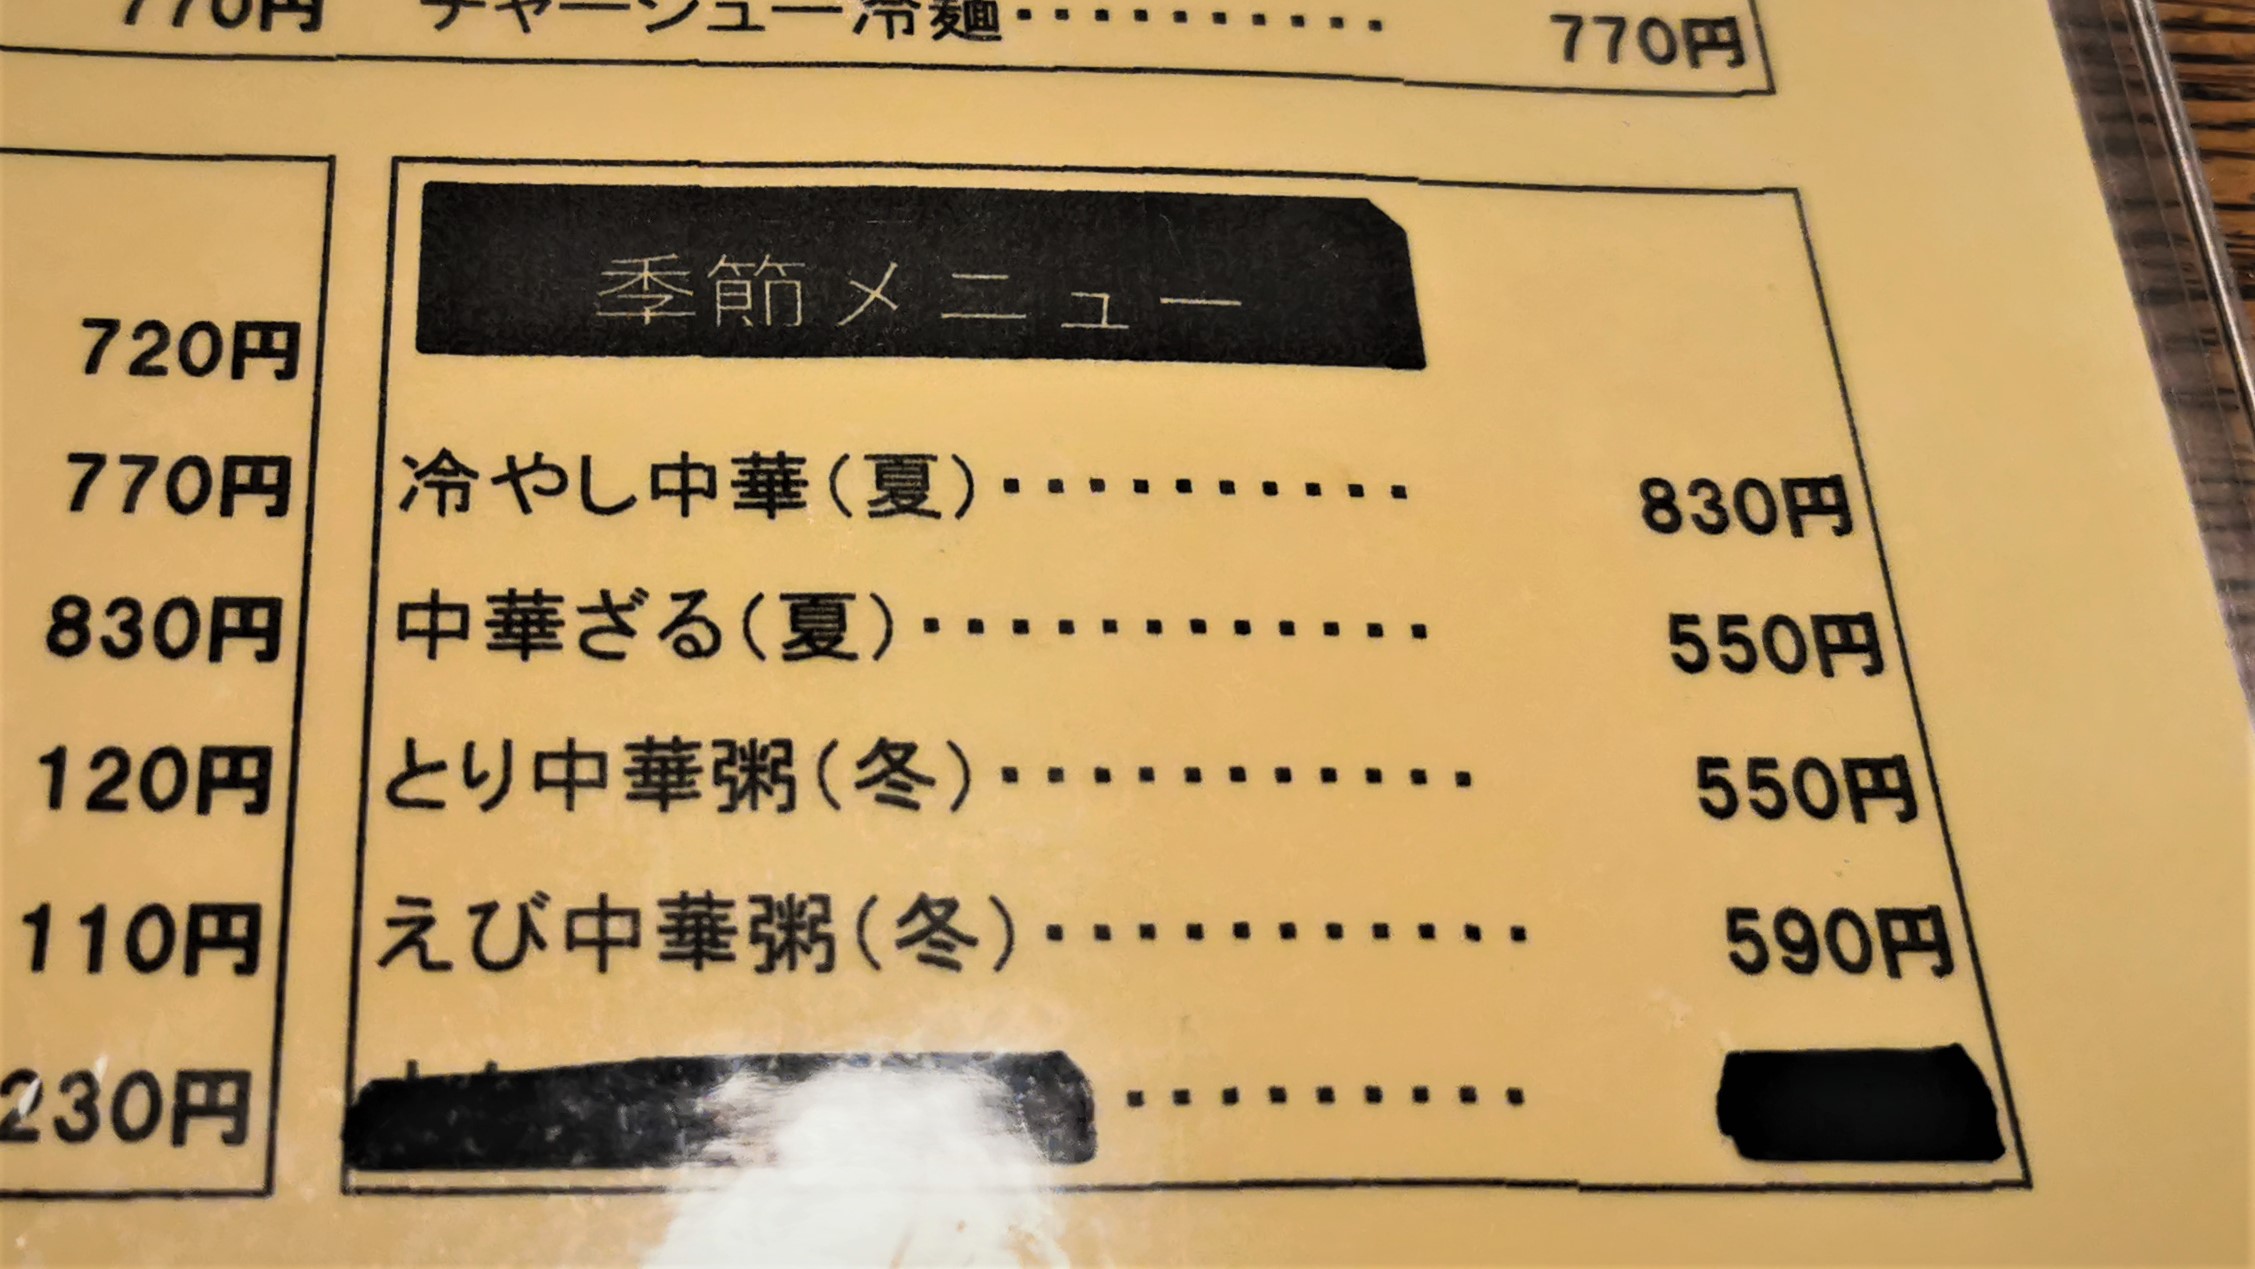 770円 チャーシュー冷麺・・・・・・・・・ 770円
季節メニュー
720円
770円 冷やし中華(夏)・・・・・・・・・・ 830円
830円 中華ざる(夏)・・・・・・・・・・・・ 550円
120円 とり中華粥(冬)・・・・・・・・・・・ 550円
110円 えび中華粥(冬)・・・・・・・・・・・ 590円
230円 ・・・・・・・・・